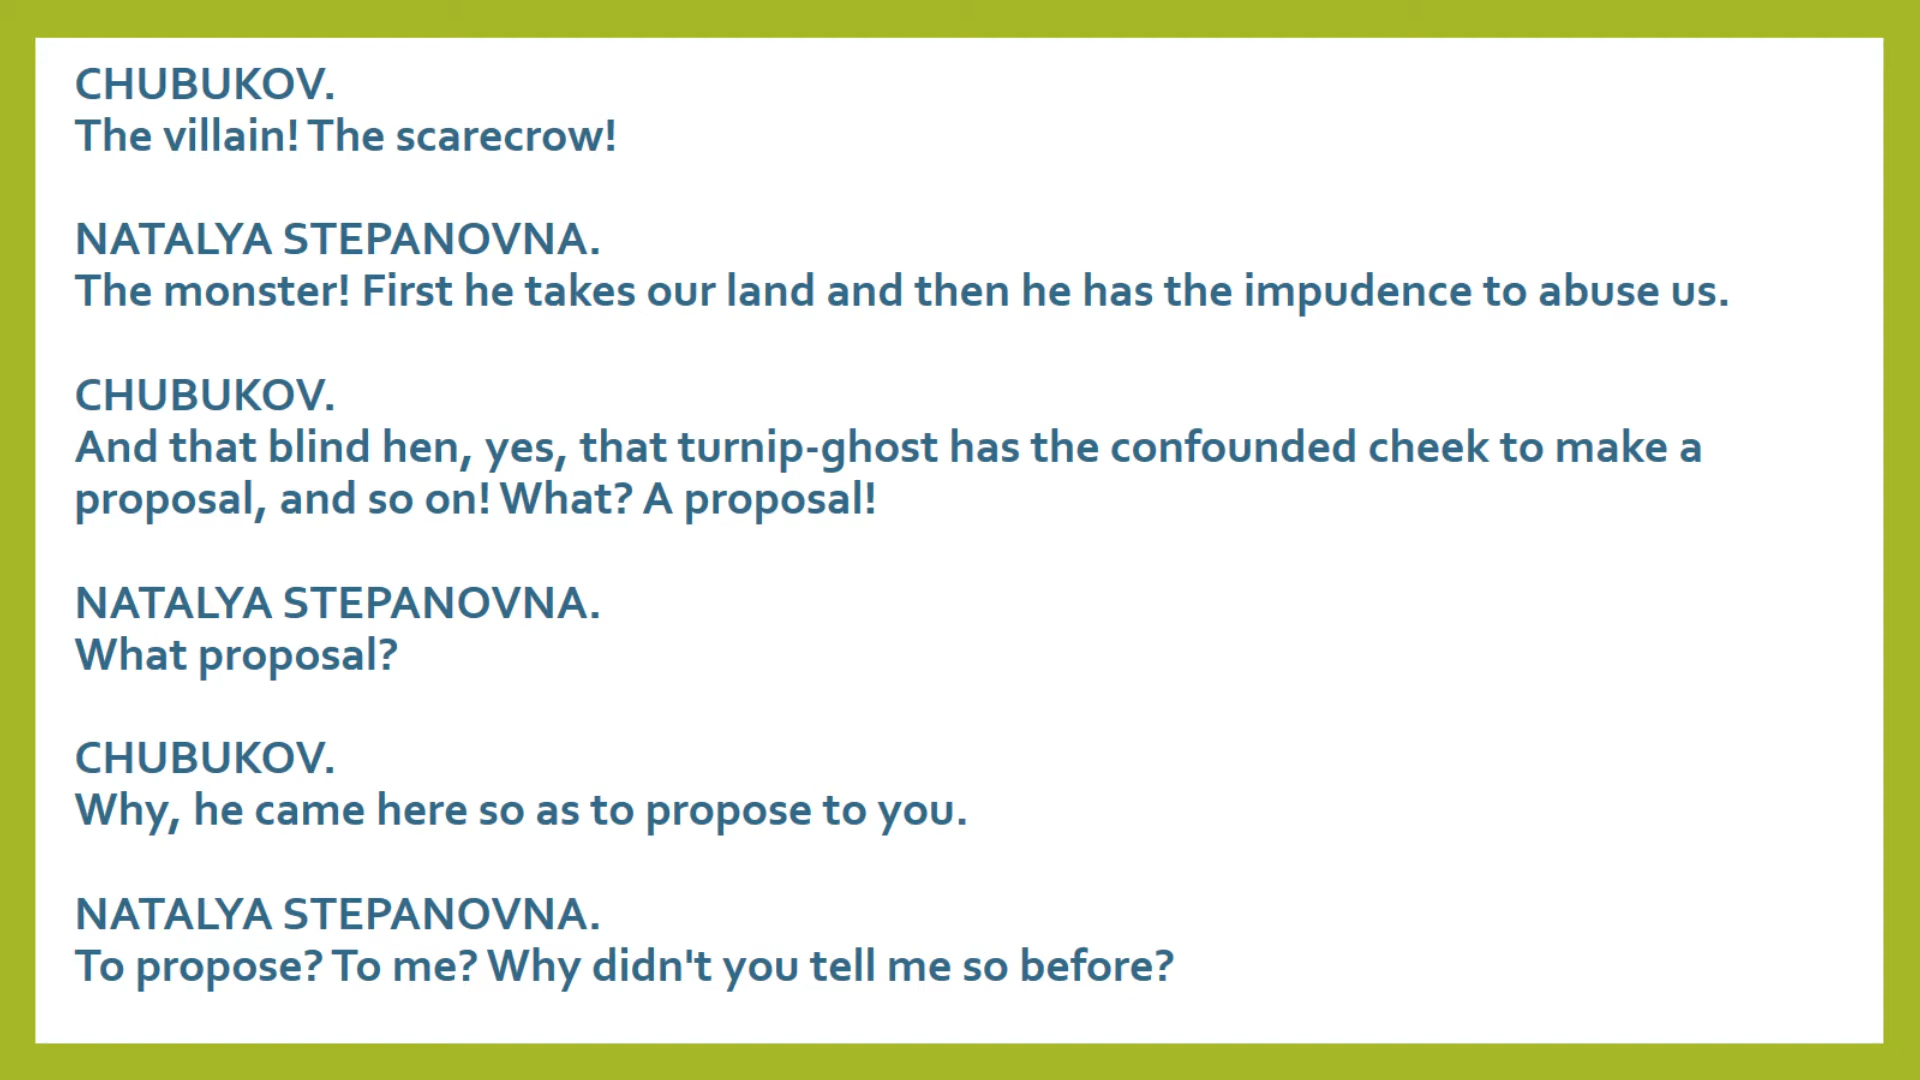 CHUBUKOV.
The villain! The scarecrow!
NATALYA STEPANOVNA.
The monster! First he takes our land and then he has the impudence to abuse us.
CHUBUKOV.
And that blind hen, yes, that turnip-ghost has the confounded cheek to make a
proposal, and so on! What? A proposal!
NATALYA STEPANOVNA.
What proposal?
CHUBUKOV.
Why, he came here so as to propose to you.
NATALYA STEPANOVNA.
To propose? To me? Why didn't you tell me so before?